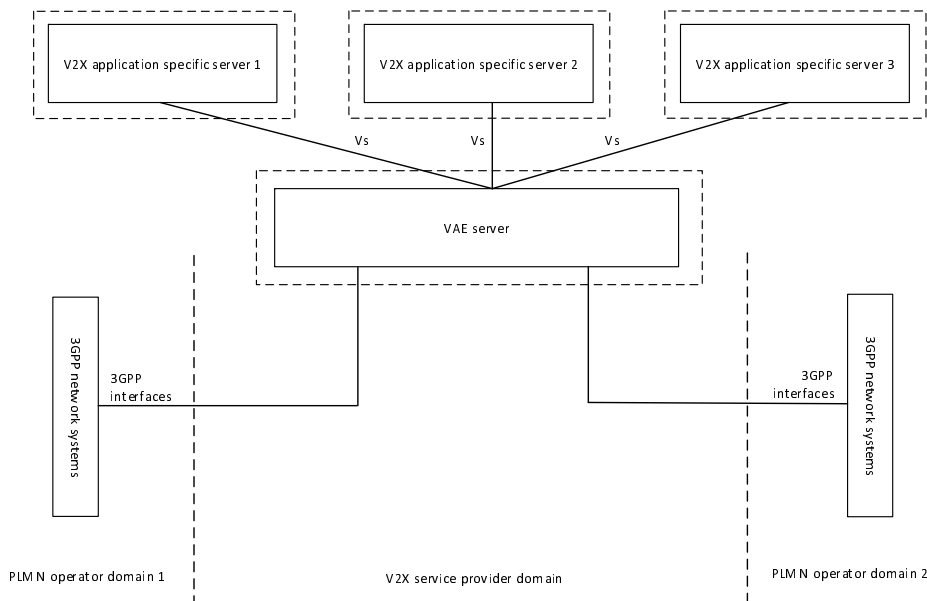 V2X application specific server 1
V2X application specific server 2
V2X application specific server 3
Vs
Vs
Vs
VAE server
3GPP network systems
3GPP
interfaces
3GPP
interfaces
3GPP network systems
PLMN operator domain 1
V2X service provider domain
PLMN operator domain 2